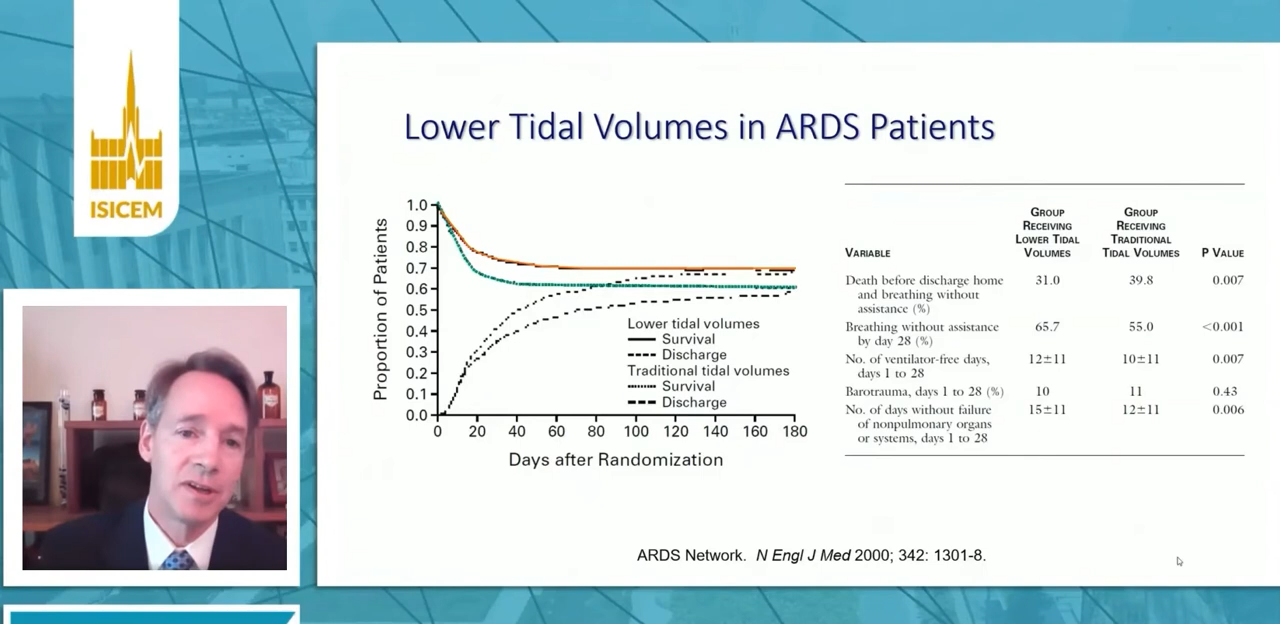 ISICEM
Lower Tidal Volumes in ARDS Patients
Proportion of Patients
1.0
0.9
0.8
0.7
0.6
0.5
0.4
0.3
0.2
0.1
0.0
0 20 40 60 80 100 120 140 160 180
Days after Randomization
Lower tidal volumes
Survival
Discharge
Traditional tidal volumes
Survival
Discharge
VARIABLE
GROUP
RECEIVING
LOWER TIDAL
VOLUMES
GROUP
RECEIVING
TRADITIONAL
TIDAL VOLUMES
P VALUE
Death before discharge home 31.0 39.8 0.007
and breathing without
assistance (%)
Breathing without assistance 65.7 55.0 <0.001
by day 28 (%)
No. of ventilator-free days, 12±11 10±11 0.007
days 1 to 28
Barotrauma, days 1 to 28 (%) 10 11 0.43
No. of days without failure 15±11 12±11 0.006
of nonpulmonary organs
or systems, days 1 to 28
ARDS Network. N Engl J Med 2000; 342: 1301-8.